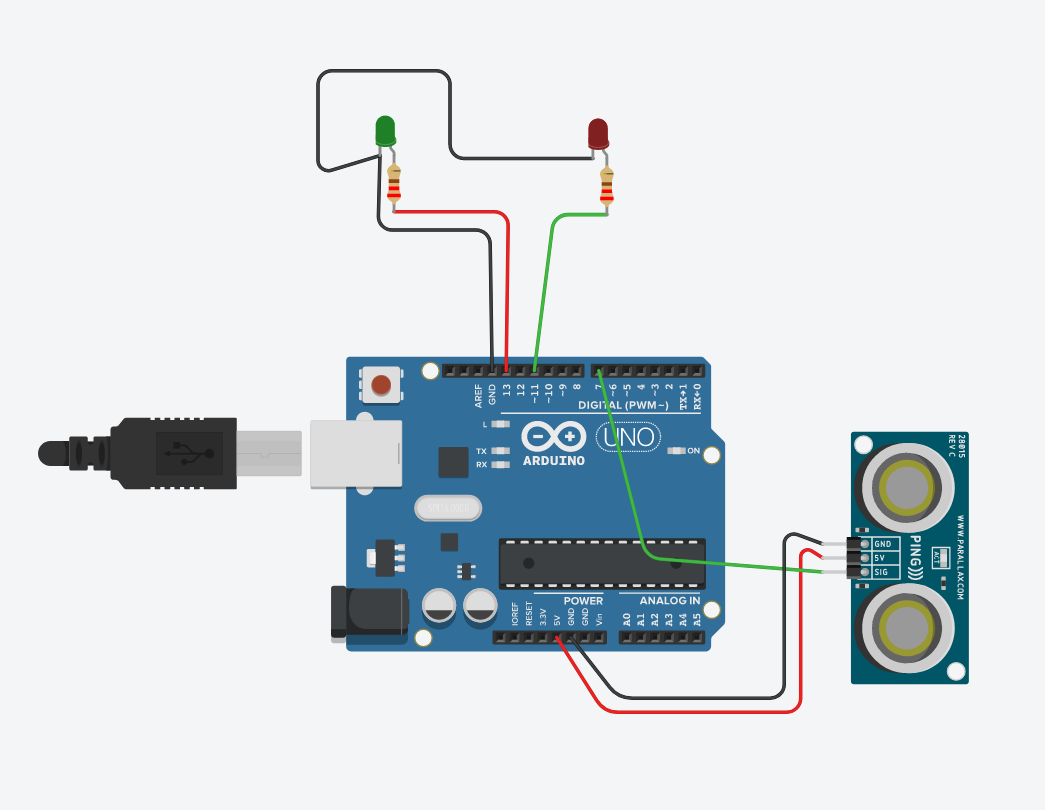 AREF
GND
13
12
~11
~10
~9
8
7
~6
~5
4
~3
2
TX→1
RX←0
DIGITAL (PWM~)
L
TX
RX
ON
UNO
ARDUINO
POWER
ANALOG IN
IOREF
RESET
3.3V
5V
GND
GND
Vin
A0
A1
A2
A3
A4
A5
28015
REV C
GND
5V
SIG
PING)))
ACT
WWW.PARALLAX.COM